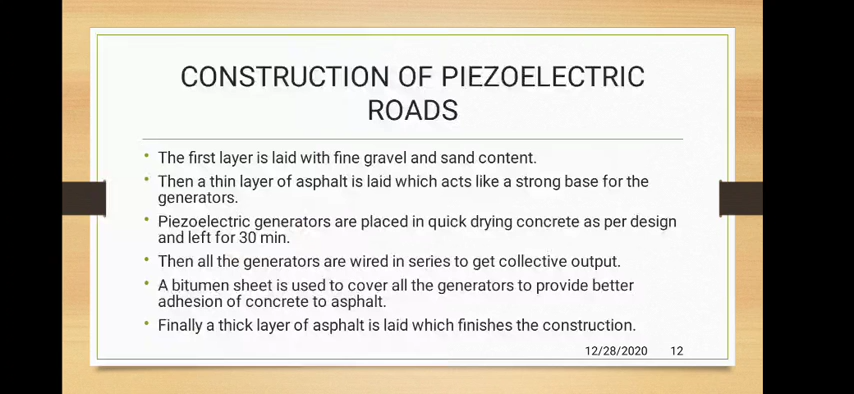 CONSTRUCTION OF PIEZOELECTRIC
ROADS
• The first layer is laid with fine gravel and sand content.
• Then a thin layer of asphalt is laid which acts like a strong base for the
generators.
• Piezoelectric generators are placed in quick drying concrete as per design
and left for 30 min.
• Then all the generators are wired in series to get collective output.
• A bitumen sheet is used to cover all the generators to provide better
adhesion of concrete to asphalt.
• Finally a thick layer of asphalt is laid which finishes the construction.
12/28/2020 12